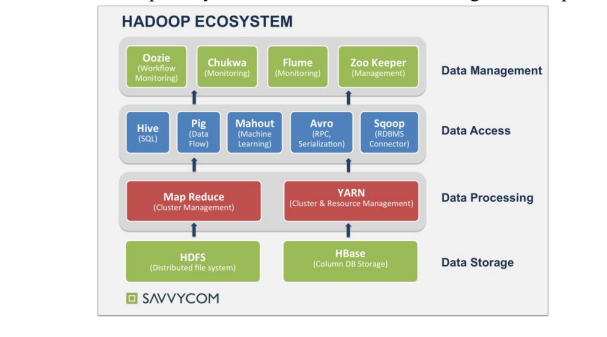 HADOOP ECOSYSTEM
Oozie
(Workflow
Monitoring)
Chukwa
(Monitoring)
Flume
(Monitoring)
Zoo Keeper
(Management)
Data Management
Hive
(SQL)
Pig
(Data
Flow)
Mahout
(Machine
Learning)
Avro
(RPC,
Serialization)
Sqoop
(RDBMS
Connector)
Data Access
Map Reduce
(Cluster Management)
YARN
(Cluster & Resource Management)
Data Processing
HDFS
(Distributed file system)
HBase
(Column DB Storage)
Data Storage
SAVVYCOM